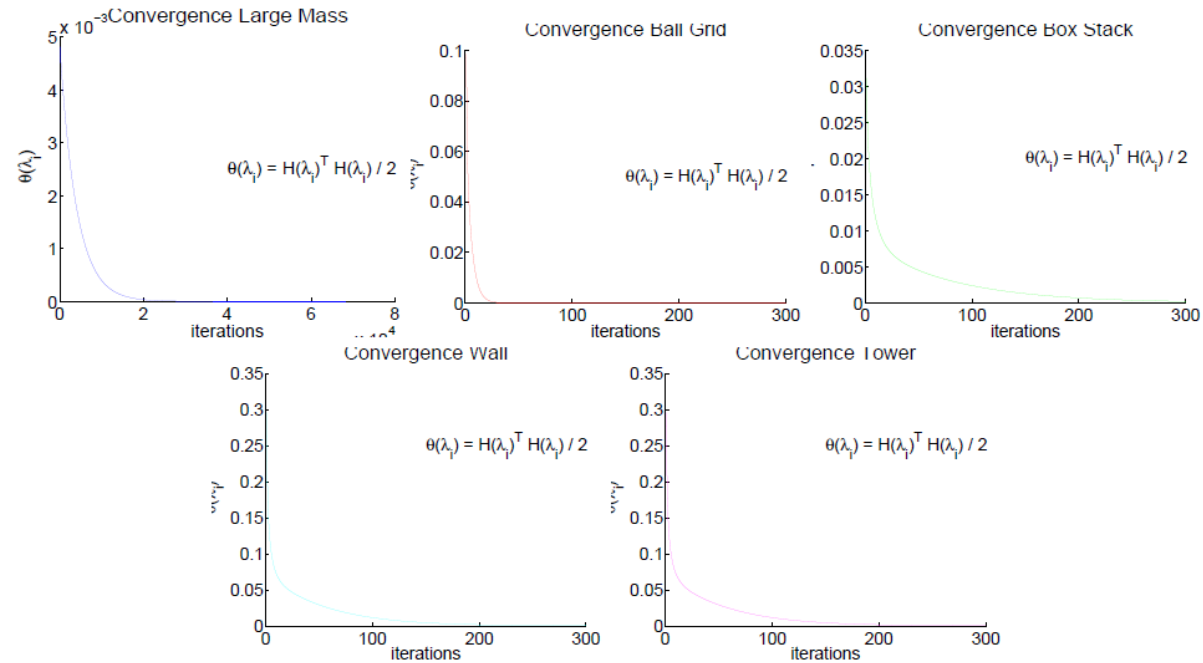 5 x 10 ⁻³ Convergence Large Mass
4
3
2
1
0
θ(λᵢ)
θ(λᵢ) = H(λᵢ)ᵀ H(λᵢ) / 2
0 2 4 6 8
iterations
Convergence Ball Grid
0.1
0.08
0.06
0.04
0.02
0
θ(λᵢ) = H(λᵢ)ᵀ H(λᵢ) / 2
0 100 200 300
iterations
Convergence Box Stack
0.035
0.03
0.025
0.02
0.015
0.01
0.005
0
θ(λᵢ) = H(λᵢ)ᵀ H(λᵢ) / 2
0 100 200 300
iterations
Convergence Wall
0.35
0.3
0.25
0.2
0.15
0.1
0.05
0
θ(λᵢ) = H(λᵢ)ᵀ H(λᵢ) / 2
0 100 200 300
iterations
Convergence Tower
0.35
0.3
0.25
0.2
0.15
0.1
0.05
0
θ(λᵢ) = H(λᵢ)ᵀ H(λᵢ) / 2
0 100 200 300
iterations